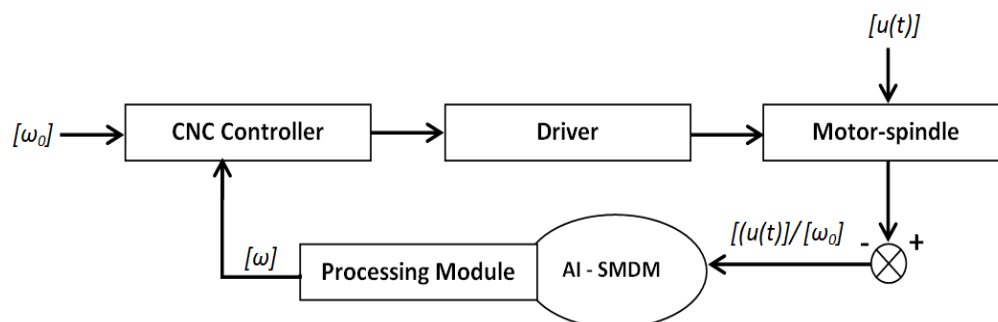 [u(t)]
[ω₀]
CNC Controller
Driver
Motor-spindle
[(u(t)]/[ω₀]
- +
[ω]
Processing Module
AI - SMDM